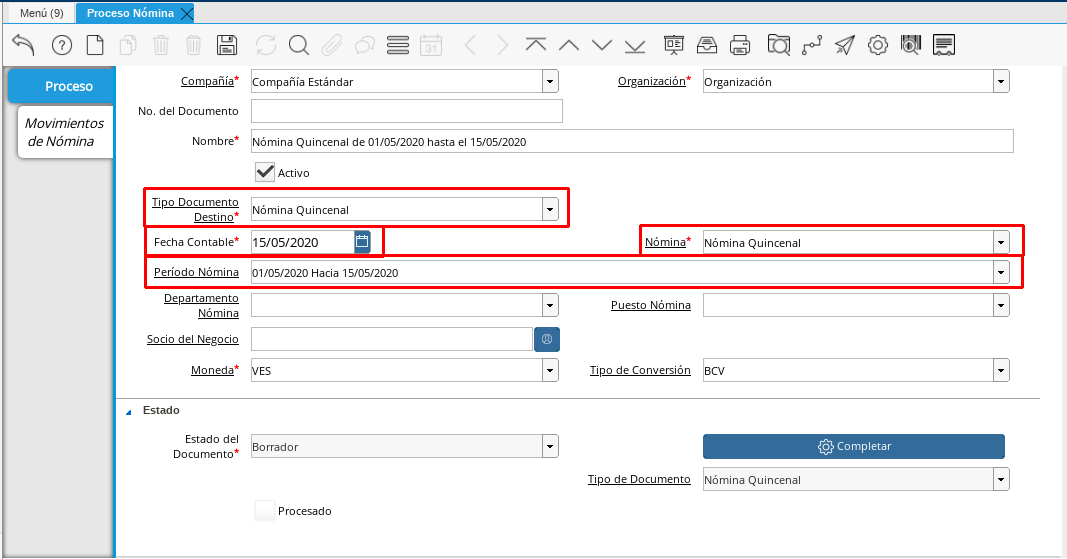 Menú (9) Proceso Nómina
31
Proceso
Movimientos
de Nómina
Compañía* Compañía Estándar Organización* Organización
No. del Documento
Nombre* Nómina Quincenal de 01/05/2020 hasta el 15/05/2020
Activo
Tipo Documento
Destino* Nómina Quincenal
Fecha Contable* 15/05/2020 Nómina* Nómina Quincenal
Período Nómina 01/05/2020 Hacia 15/05/2020
Departamento
Nómina Puesto Nómina
Socio del Negocio
Moneda* VES Tipo de Conversión BCV
Estado
Estado del
Documento* Borrador Completar
Tipo de Documento Nómina Quincenal
Procesado